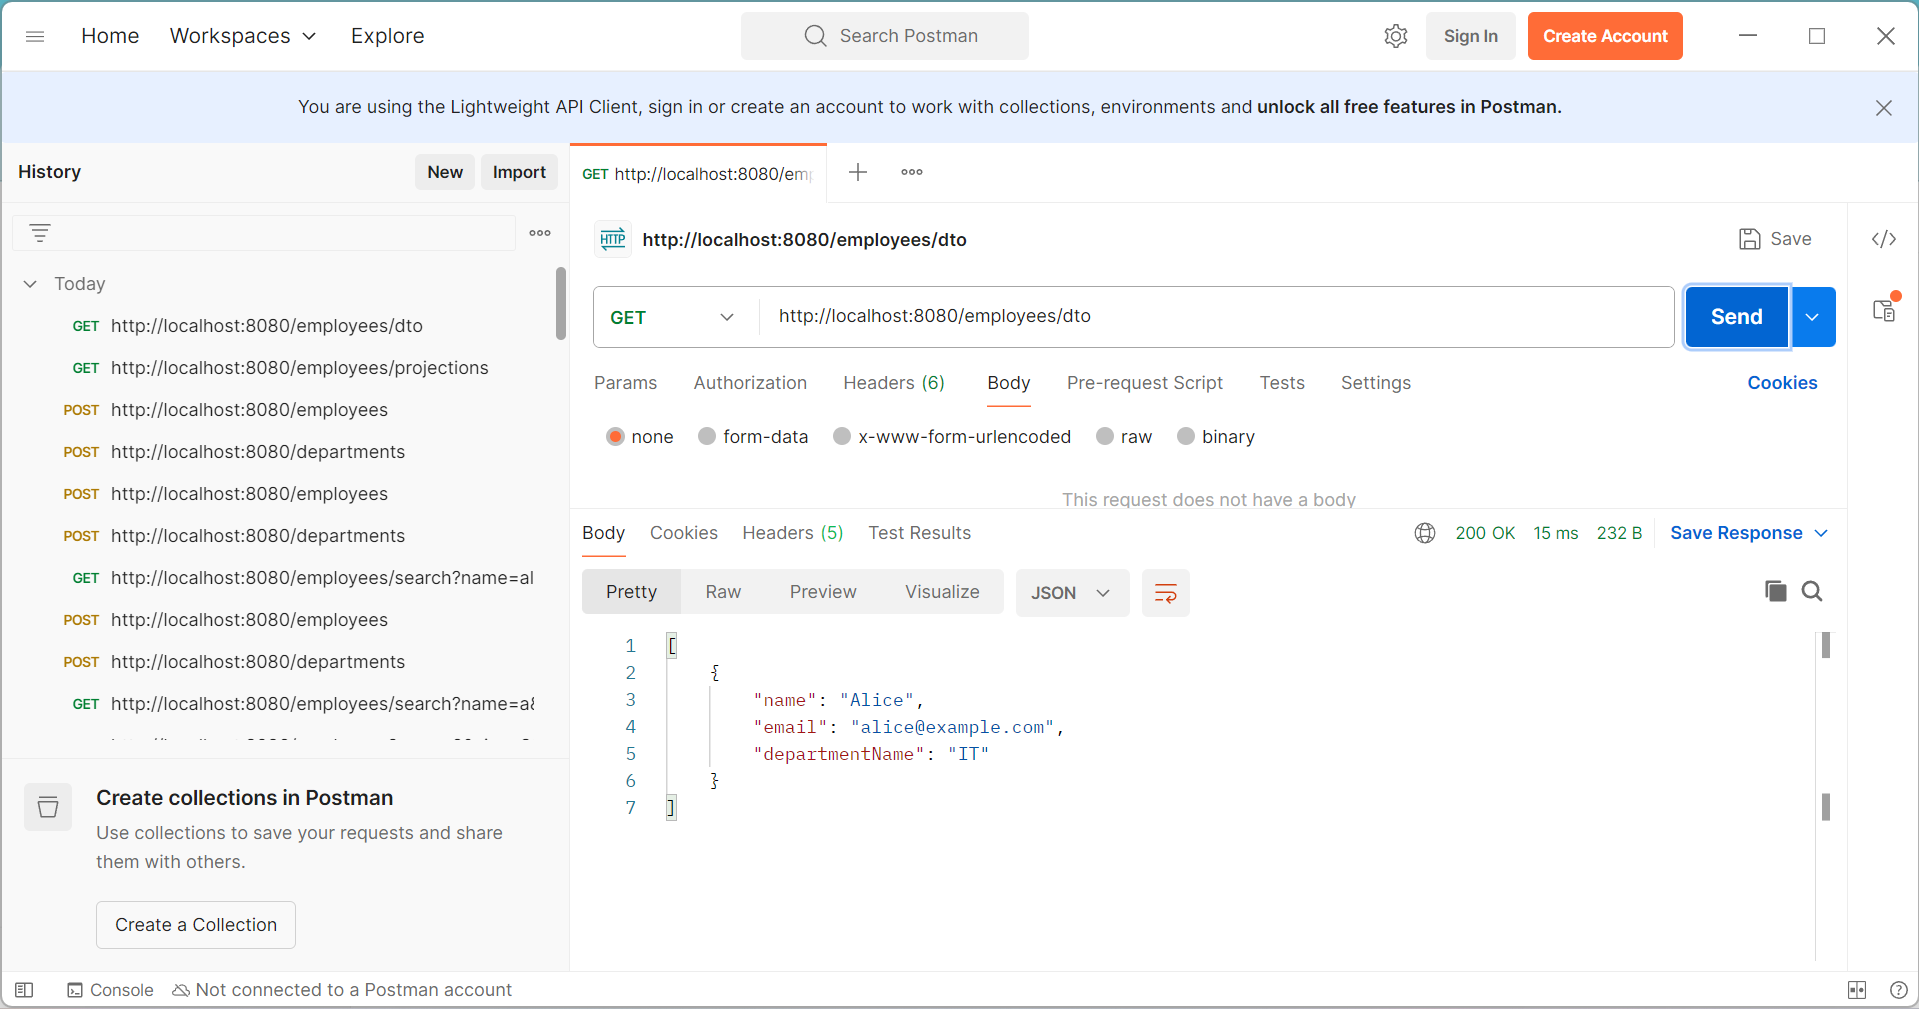 Home Workspaces Explore Search Postman Sign In Create Account
You are using the Lightweight API Client, sign in or create an account to work with collections, environments and unlock all free features in Postman.
History New Import
Today
GET http://localhost:8080/employees/dto
GET http://localhost:8080/employees/projections
POST http://localhost:8080/employees
POST http://localhost:8080/departments
POST http://localhost:8080/employees
POST http://localhost:8080/departments
GET http://localhost:8080/employees/search?name=al
POST http://localhost:8080/employees
POST http://localhost:8080/departments
GET http://localhost:8080/employees/search?name=a&
Create collections in Postman
Use collections to save your requests and share
them with others.
Create a Collection
GET http://localhost:8080/em
HTTP http://localhost:8080/employees/dto Save </>
GET http://localhost:8080/employees/dto Send
Params Authorization Headers (6) Body Pre-request Script Tests Settings Cookies
none form-data x-www-form-urlencoded raw binary
This request does not have a body
Body Cookies Headers (5) Test Results 200 OK 15 ms 232 B Save Response
Pretty Raw Preview Visualize JSON
1 [
2 {
3 "name": "Alice",
4 "email": "alice@example.com",
5 "departmentName": "IT"
6 }
7 ]
Console Not connected to a Postman account